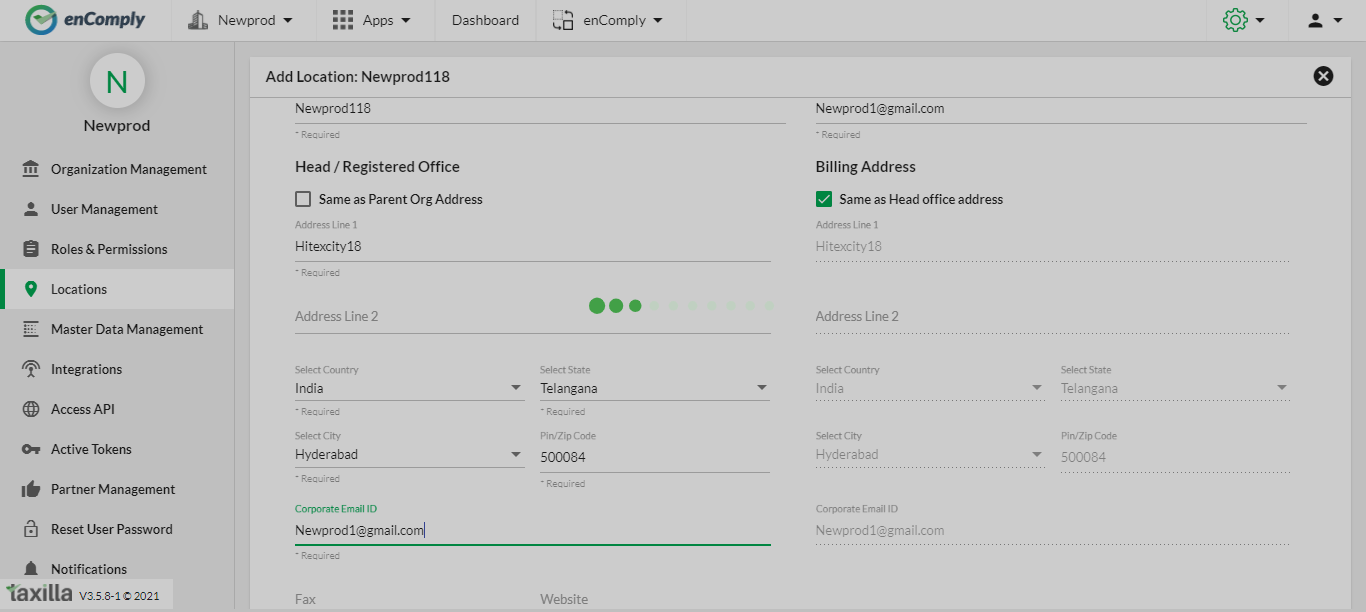 enComply Newprod Apps Dashboard enComply
N
Newprod
Organization Management
User Management
Roles & Permissions
Locations
Master Data Management
Integrations
Access API
Active Tokens
Partner Management
Reset User Password
Notifications
taxilla V3.5.8-1 © 2021
Add Location: Newprod118
Newprod118 Newprod1@gmail.com
* Required * Required
Head / Registered Office Billing Address
Same as Parent Org Address Same as Head office address
Address Line 1 Address Line 1
Hitexcity18 Hitexcity18
* Required
Address Line 2 Address Line 2
Select Country Select State Select Country Select State
India Telangana India Telangana
* Required * Required
Select City Pin/Zip Code Select City Pin/Zip Code
Hyderabad 500084 Hyderabad 500084
* Required * Required
Corporate Email ID Corporate Email ID
Newprod1@gmail.com Newprod1@gmail.com
* Required
Fax Website